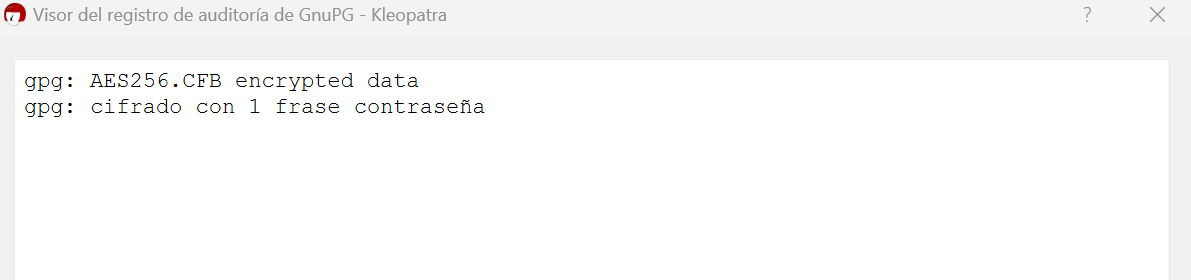 Visor del registro de auditoría de GnuPG - Kleopatra ?
gpg: AES256.CFB encrypted data
gpg: cifrado con 1 frase contraseña